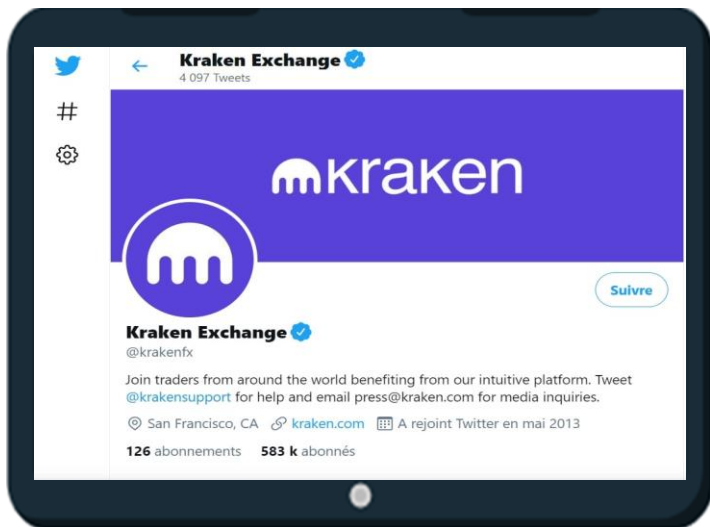 Kraken Exchange
4 097 Tweets
#
mkraken
Suivre
Kraken Exchange
@krakenfx
Join traders from around the world benefiting from our intuitive platform. Tweet
@krakensupport for help and email press@kraken.com for media inquiries.
San Francisco, CA kraken.com A rejoint Twitter en mai 2013
126 abonnements 583 k abonnés